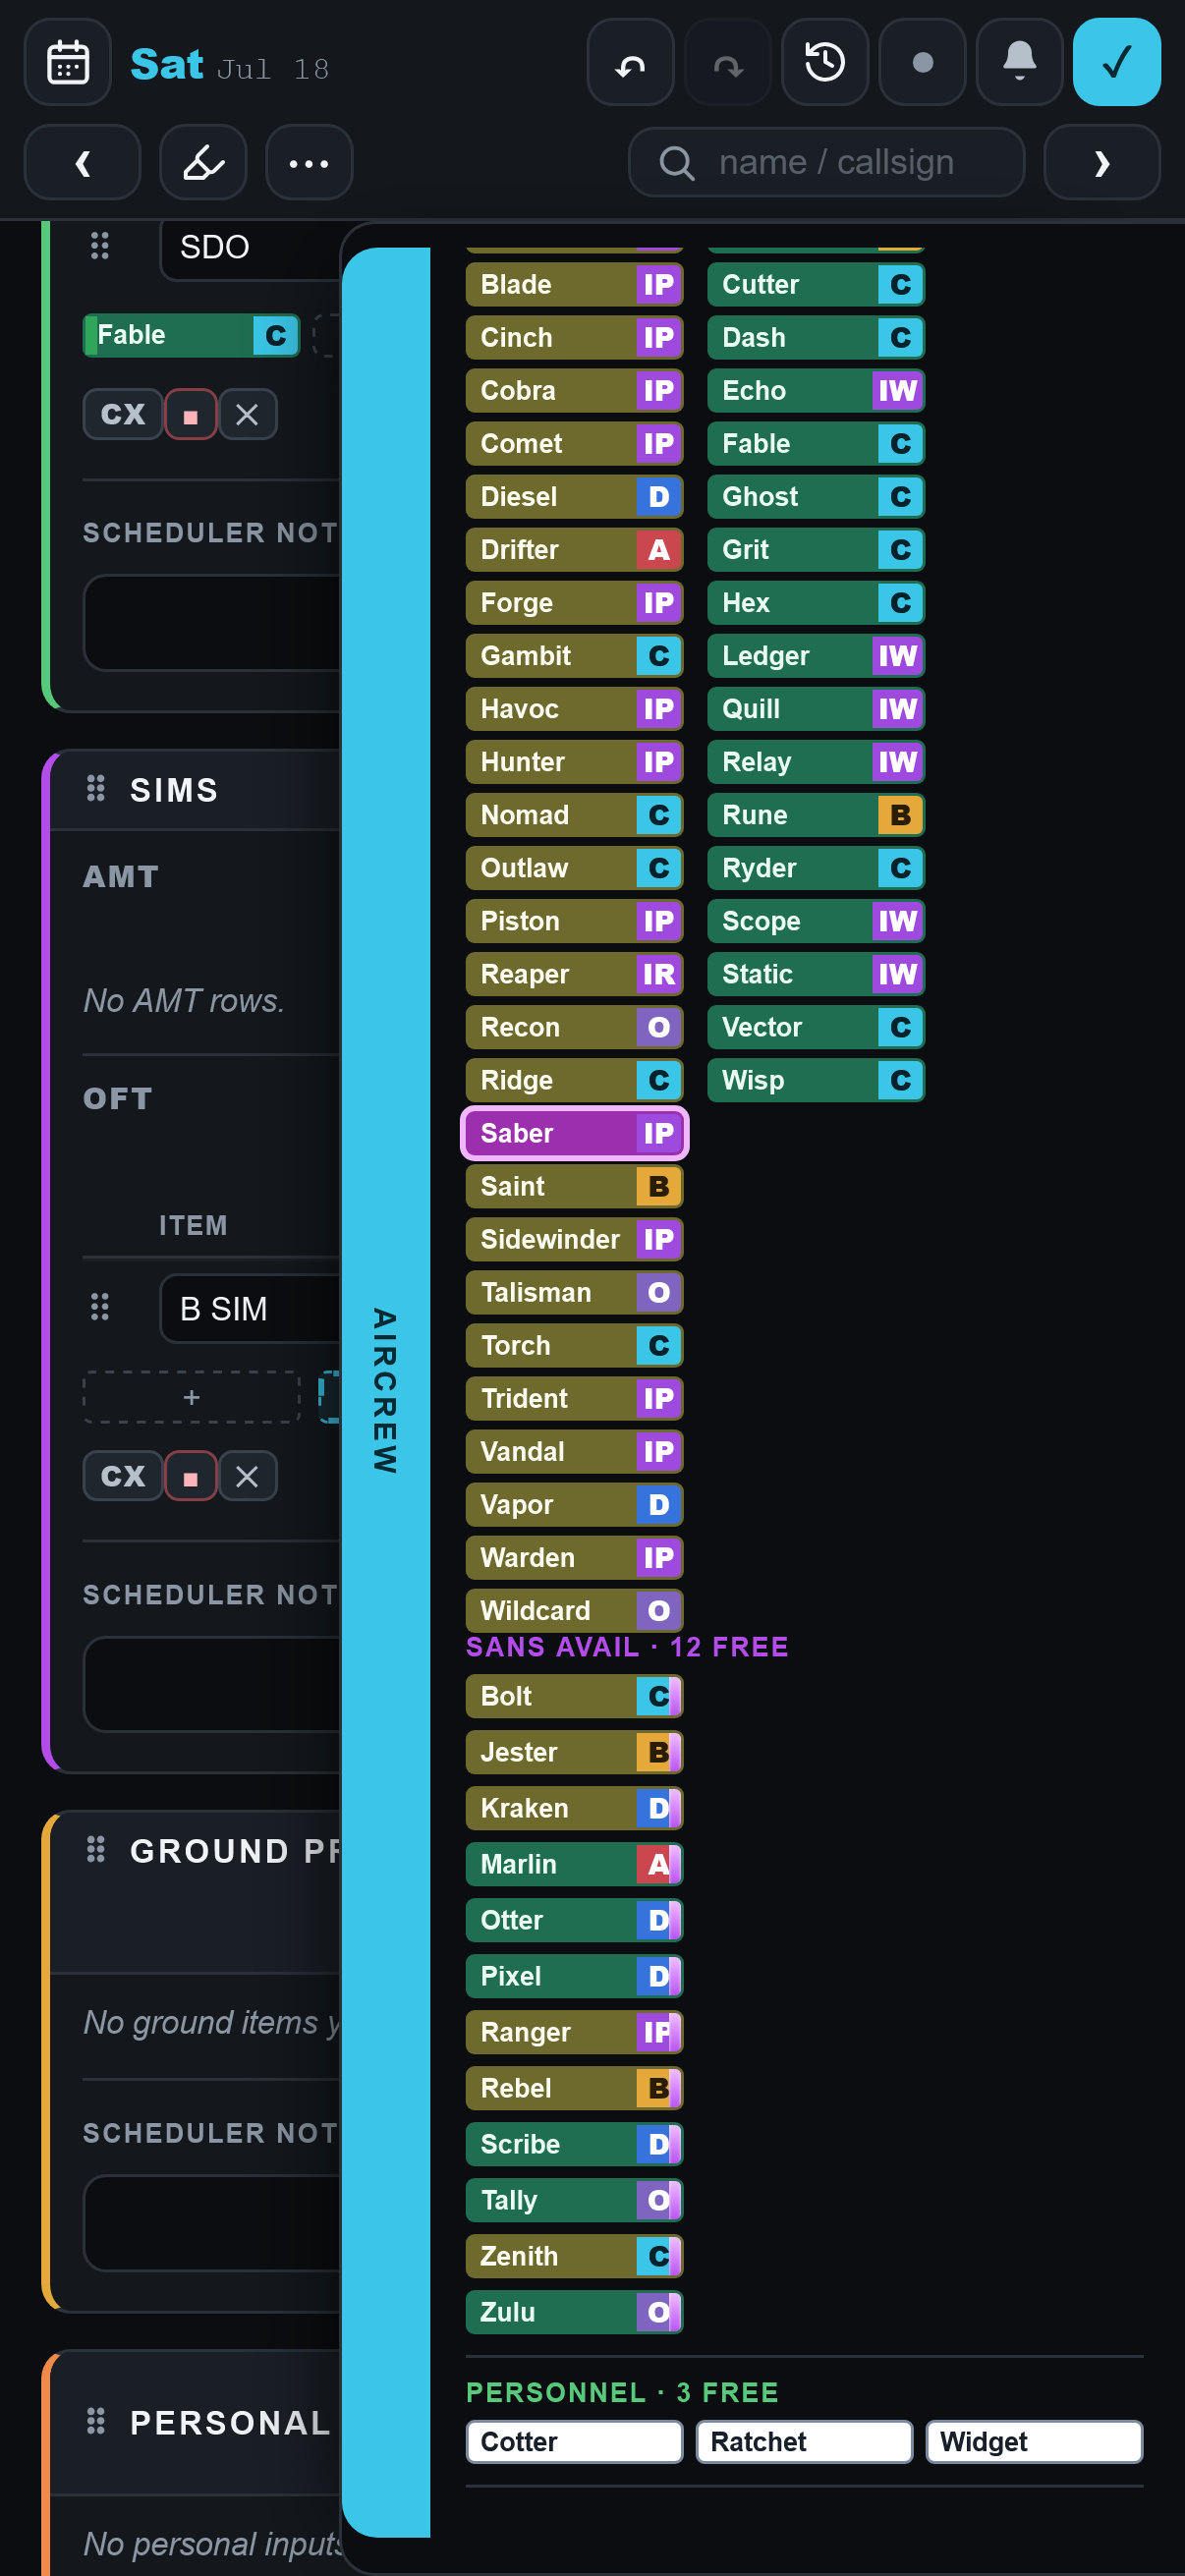 Sat Jul 18
name / callsign
SDO
Fable C
CX
SCHEDULER NOT
SIMS
AMT
No AMT rows.
OFT
ITEM
B SIM
+
CX
SCHEDULER NOT
GROUND PR
No ground items y
SCHEDULER NOT
PERSONAL
No personal inputs
AIRCREW
Blade IP Cutter C
Cinch IP Dash C
Cobra IP Echo IW
Comet IP Fable C
Diesel D Ghost C
Drifter A Grit C
Forge IP Hex C
Gambit C Ledger IW
Havoc IP Quill IW
Hunter IP Relay IW
Nomad C Rune B
Outlaw C Ryder C
Piston IP Scope IW
Reaper IR Static IW
Recon O Vector C
Ridge C Wisp C
Saber IP
Saint B
Sidewinder IP
Talisman O
Torch C
Trident IP
Vandal IP
Vapor D
Warden IP
Wildcard O
SANS AVAIL · 12 FREE
Bolt C
Jester B
Kraken D
Marlin A
Otter D
Pixel D
Ranger IP
Rebel B
Scribe D
Tally O
Zenith C
Zulu O
PERSONNEL · 3 FREE
Cotter Ratchet Widget